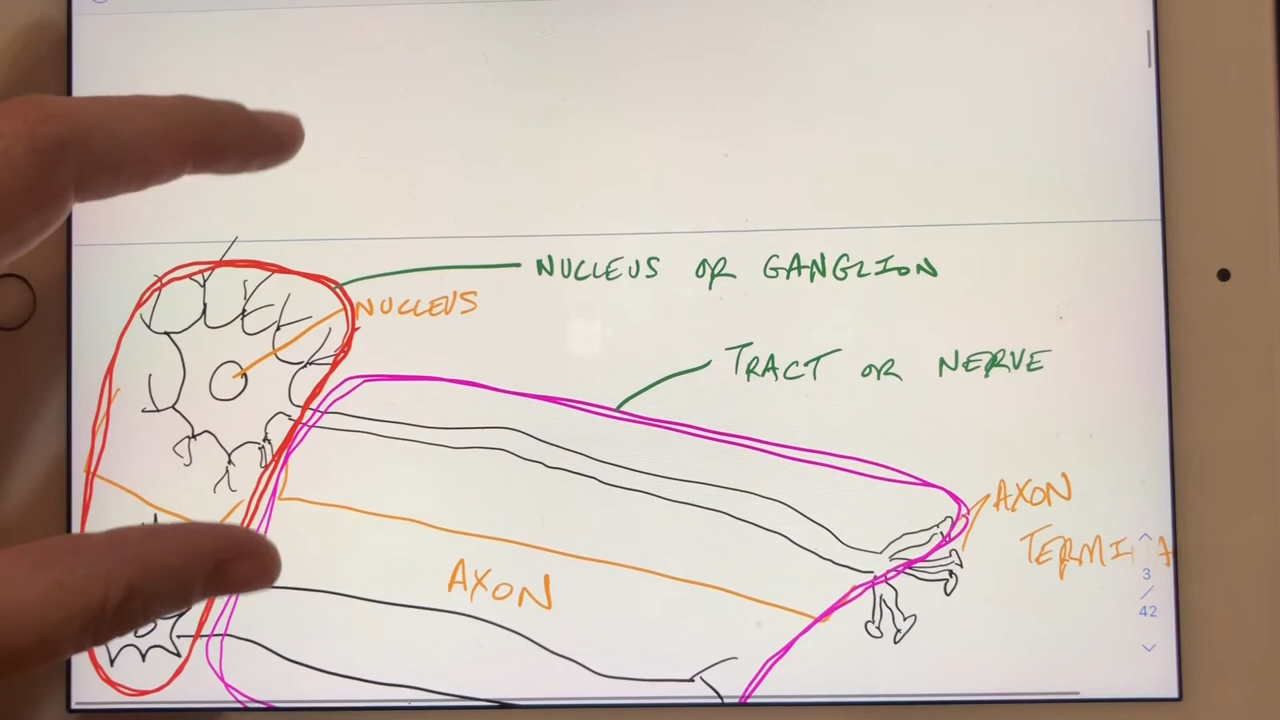 NUCLEUS OR GANGLION
NUCLEUS
TRACT OR NERVE
AXON
AXON
3
/
42